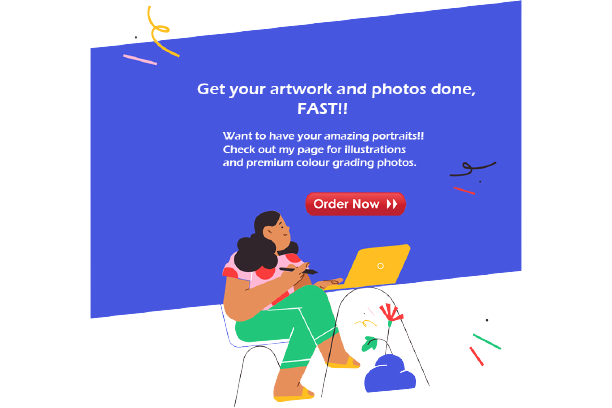 Get your artwork and photos done,
FAST!!
Want to have your amazing portraits!!
Check out my page for illustrations
and premium colour grading photos.
Order Now